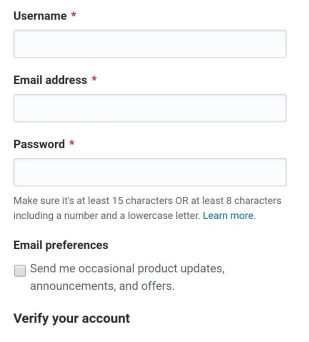 Username *
Email address *
Password *
Make sure it's at least 15 characters OR at least 8 characters
including a number and a lowercase letter. Learn more.
Email preferences
Send me occasional product updates,
announcements, and offers.
Verify your account